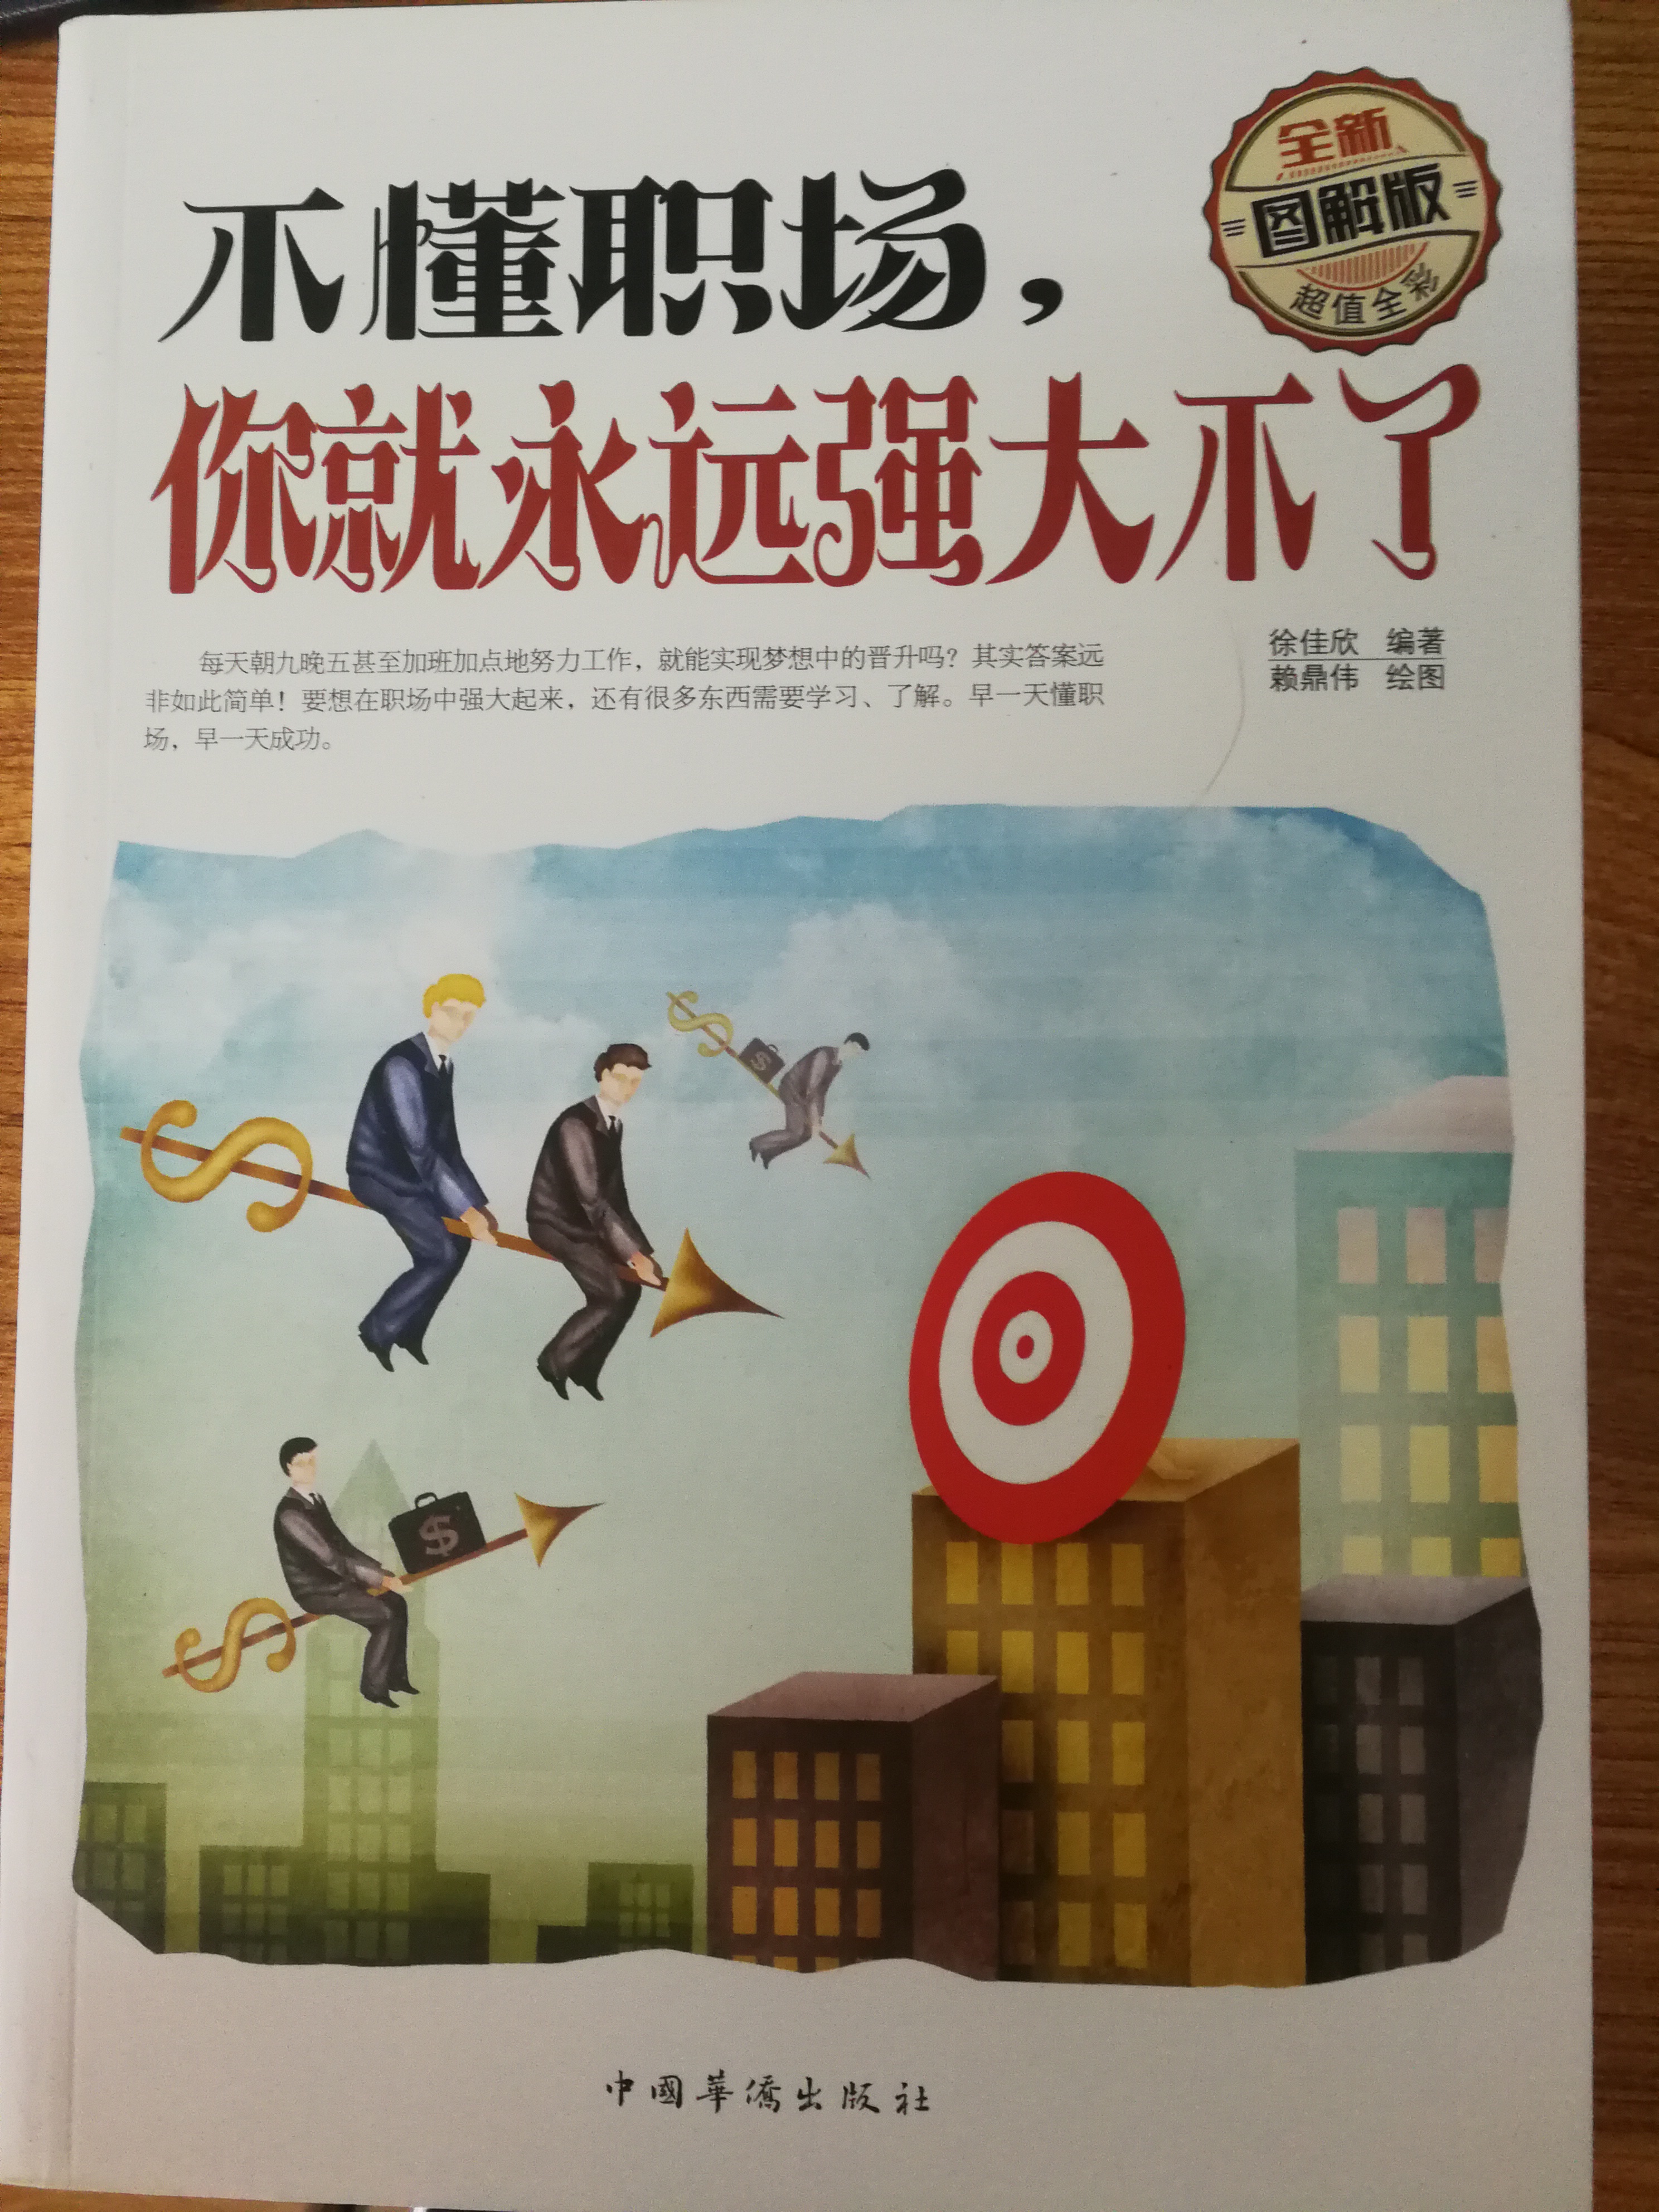 全新
图解版
超值全彩
不懂职场，
你就永远强大不了
徐佳欣 编著
赖鼎伟 绘图
每天朝九晚五甚至加班加点地努力工作，就能实现梦想中的晋升吗？其实答案远
非如此简单！要想在职场中强大起来，还有很多东西需要学习、了解。早一天懂职
场，早一天成功。
$
$
中國華僑出版社